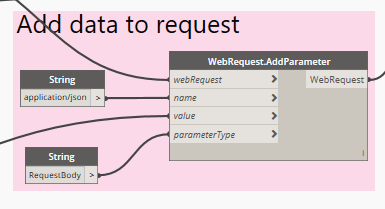 Add data to request
WebRequest.AddParameter
String
webRequest > WebRequest
application/json >
name >
value >
parameterType >
String
RequestBody >
l